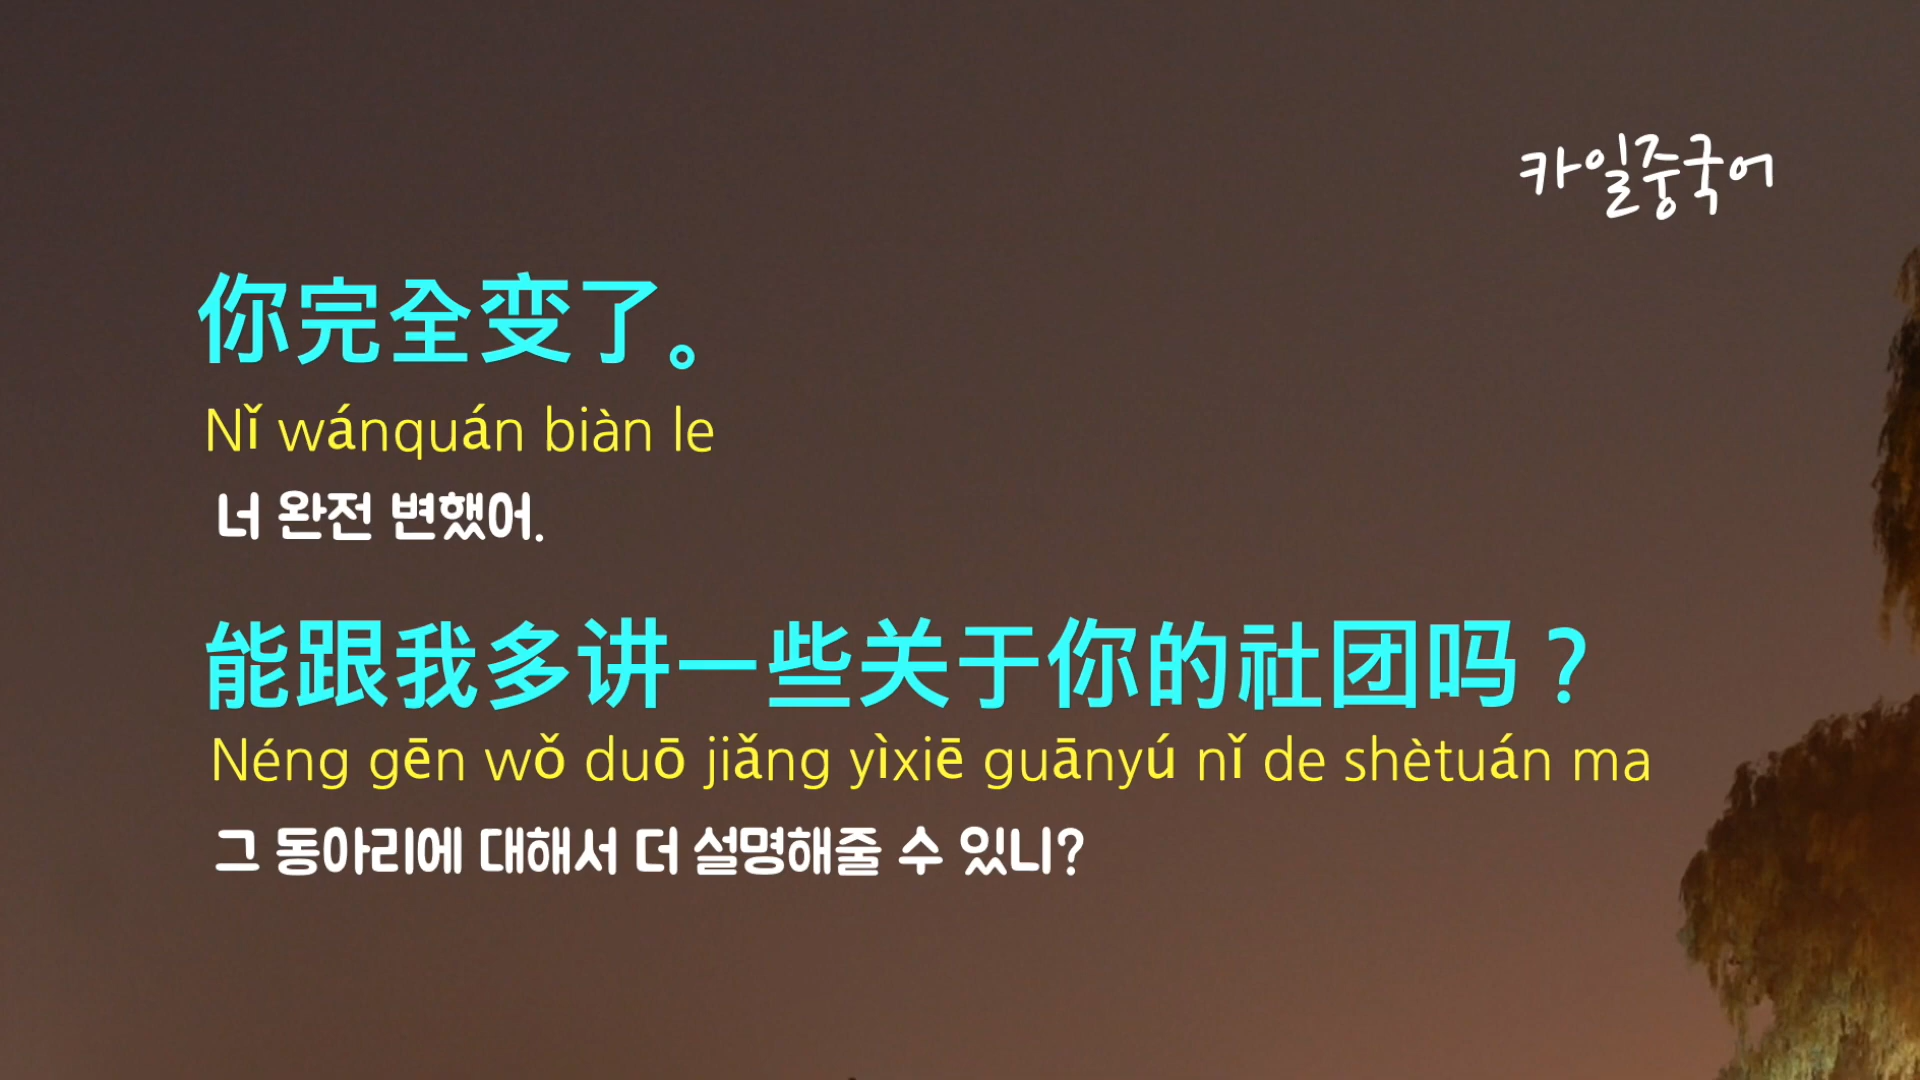 카일중국어
你完全变了。
Nǐ wánquán biàn le
너 완전 변했어.
能跟我多讲一些关于你的社团吗？
Néng gēn wǒ duō jiǎng yìxiē guānyú nǐ de shètuán ma
그 동아리에 대해서 더 설명해줄 수 있니?